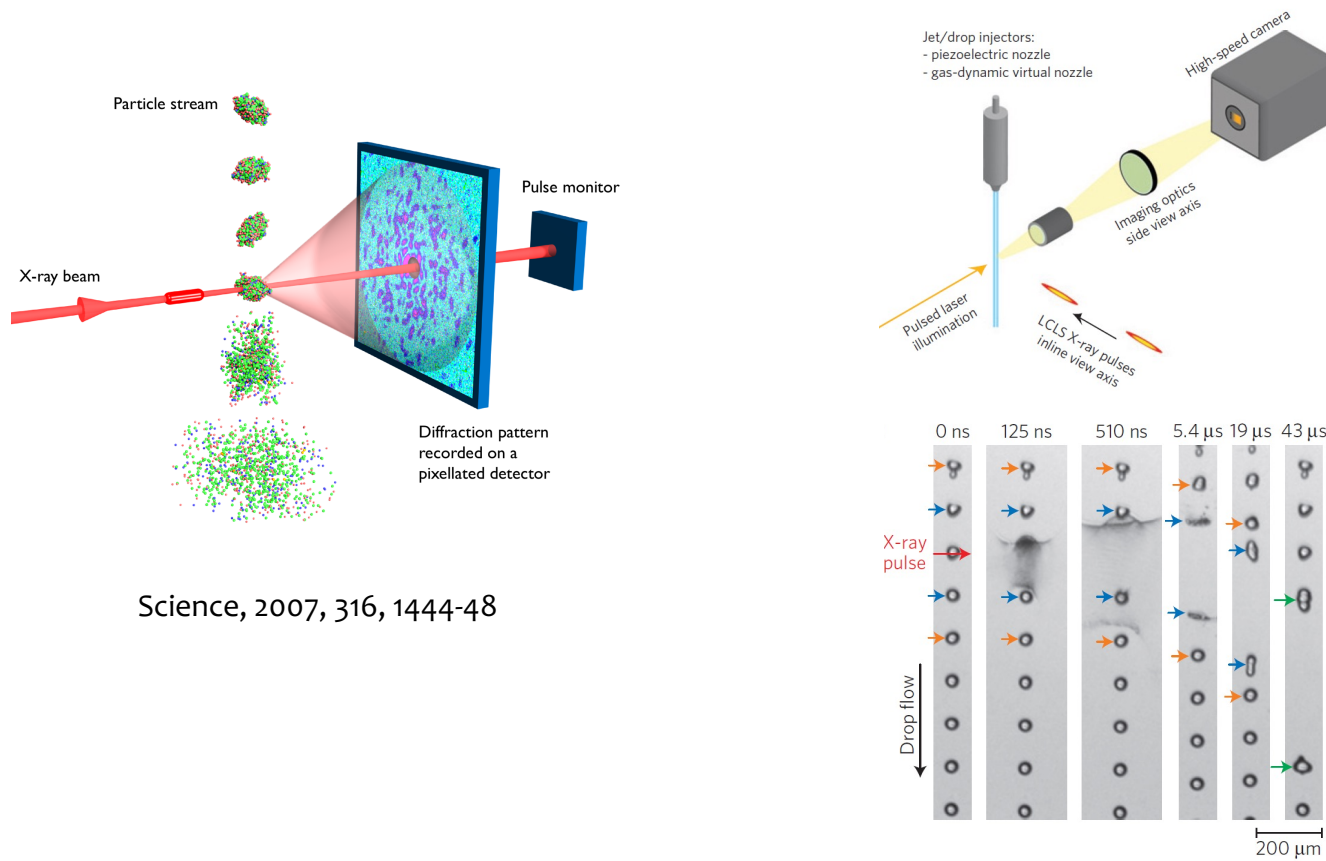 Particle stream
Pulse monitor
X-ray beam
Diffraction pattern
recorded on a
pixellated detector
Science, 2007, 316, 1444-48
Jet/drop injectors:
- piezoelectric nozzle
- gas-dynamic virtual nozzle
High-speed camera
Imaging optics
side view axis
Pulsed laser
illumination
LCLS X-ray pulses
inline view axis
0 ns
125 ns
510 ns
5.4 µs
19 µs
43 µs
X-ray
pulse
Drop flow
200 µm